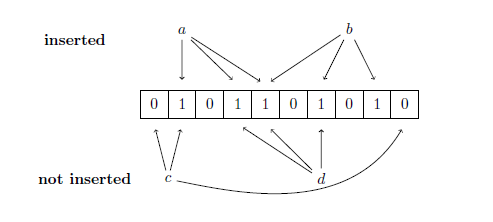 a b
inserted
0 1 0 1 1 0 1 0 1 0
not inserted c d